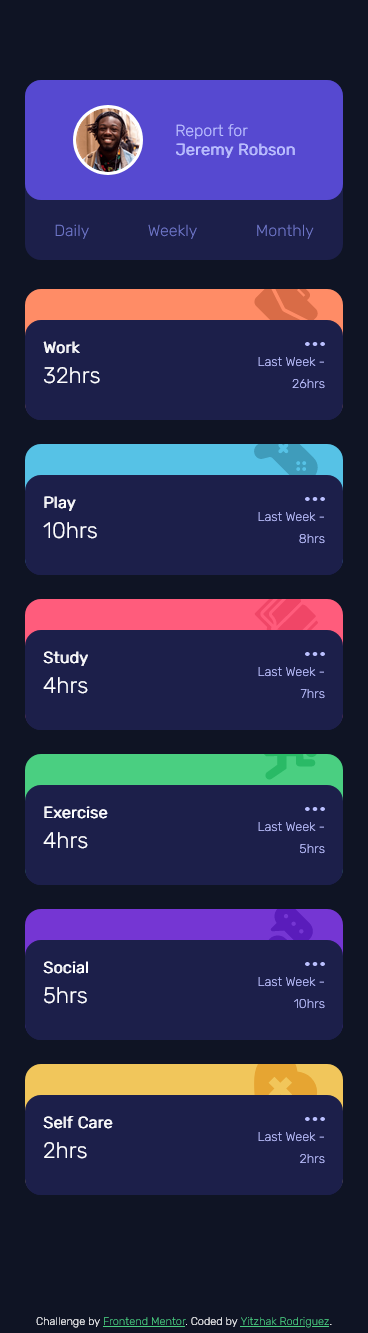 Report for
Jeremy Robson
Daily Weekly Monthly
Work
32hrs
Last Week -
26hrs
Play
10hrs
Last Week -
8hrs
Study
4hrs
Last Week -
7hrs
Exercise
4hrs
Last Week -
5hrs
Social
5hrs
Last Week -
10hrs
Self Care
2hrs
Last Week -
2hrs
Challenge by Frontend Mentor. Coded by Yitzhak Rodriguez.